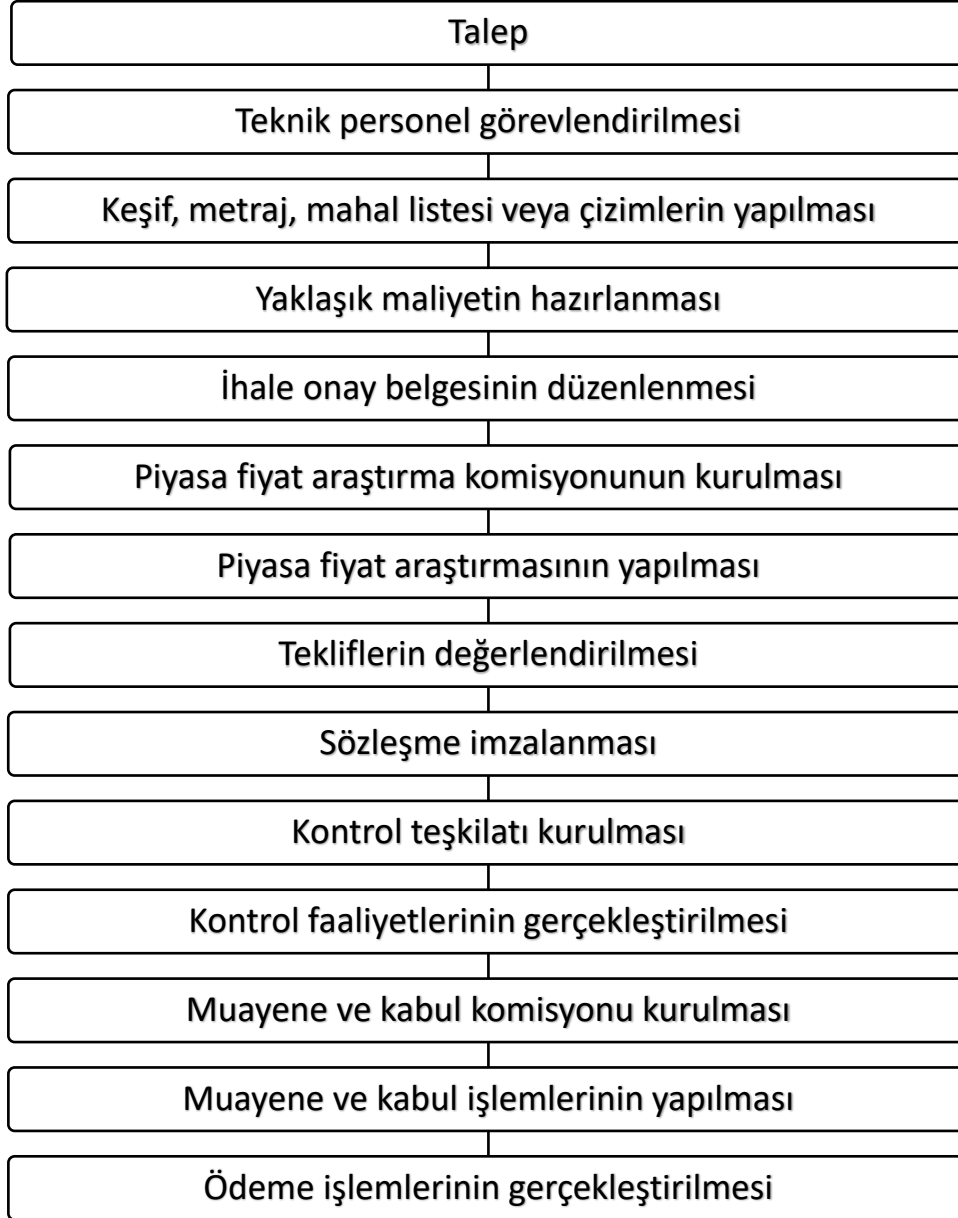 Talep
Teknik personel görevlendirilmesi
Keşif, metraj, mahal listesi veya çizimlerin yapılması
Yaklaşık maliyetin hazırlanması
İhale onay belgesinin düzenlenmesi
Piyasa fiyat araştırma komisyonunun kurulması
Piyasa fiyat araştırmasının yapılması
Tekliflerin değerlendirilmesi
Sözleşme imzalanması
Kontrol teşkilatı kurulması
Kontrol faaliyetlerinin gerçekleştirilmesi
Muayene ve kabul komisyonu kurulması
Muayene ve kabul işlemlerinin yapılması
Ödeme işlemlerinin gerçekleştirilmesi